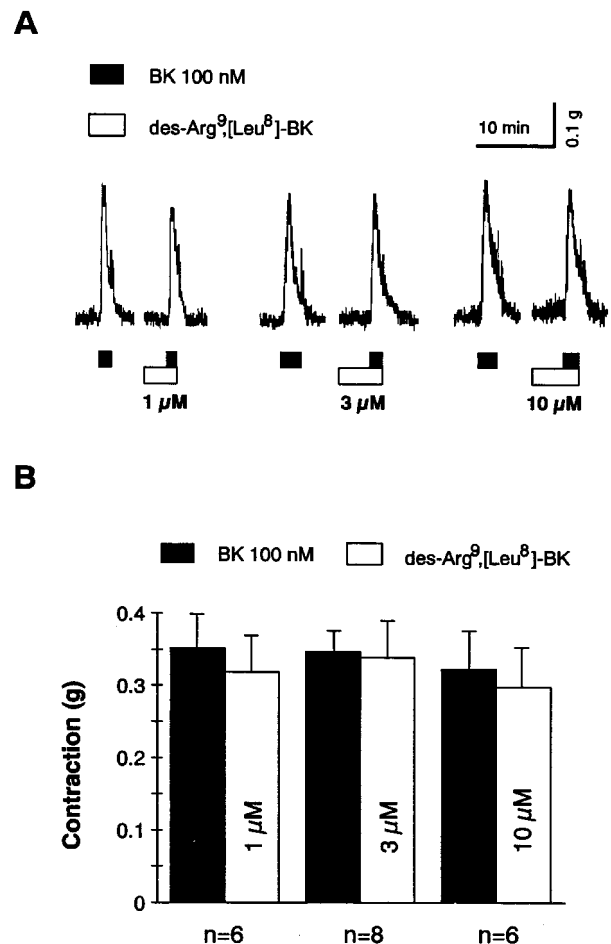 A
BK 100 nM
des-Arg⁹,[Leu⁸]-BK
10 min
0.1 g
1 µM
3 µM
10 µM
B
BK 100 nM
des-Arg⁹,[Leu⁸]-BK
Contraction (g)
0.4
0.3
0.2
0.1
0
1 µM
3 µM
10 µM
n=6
n=8
n=6